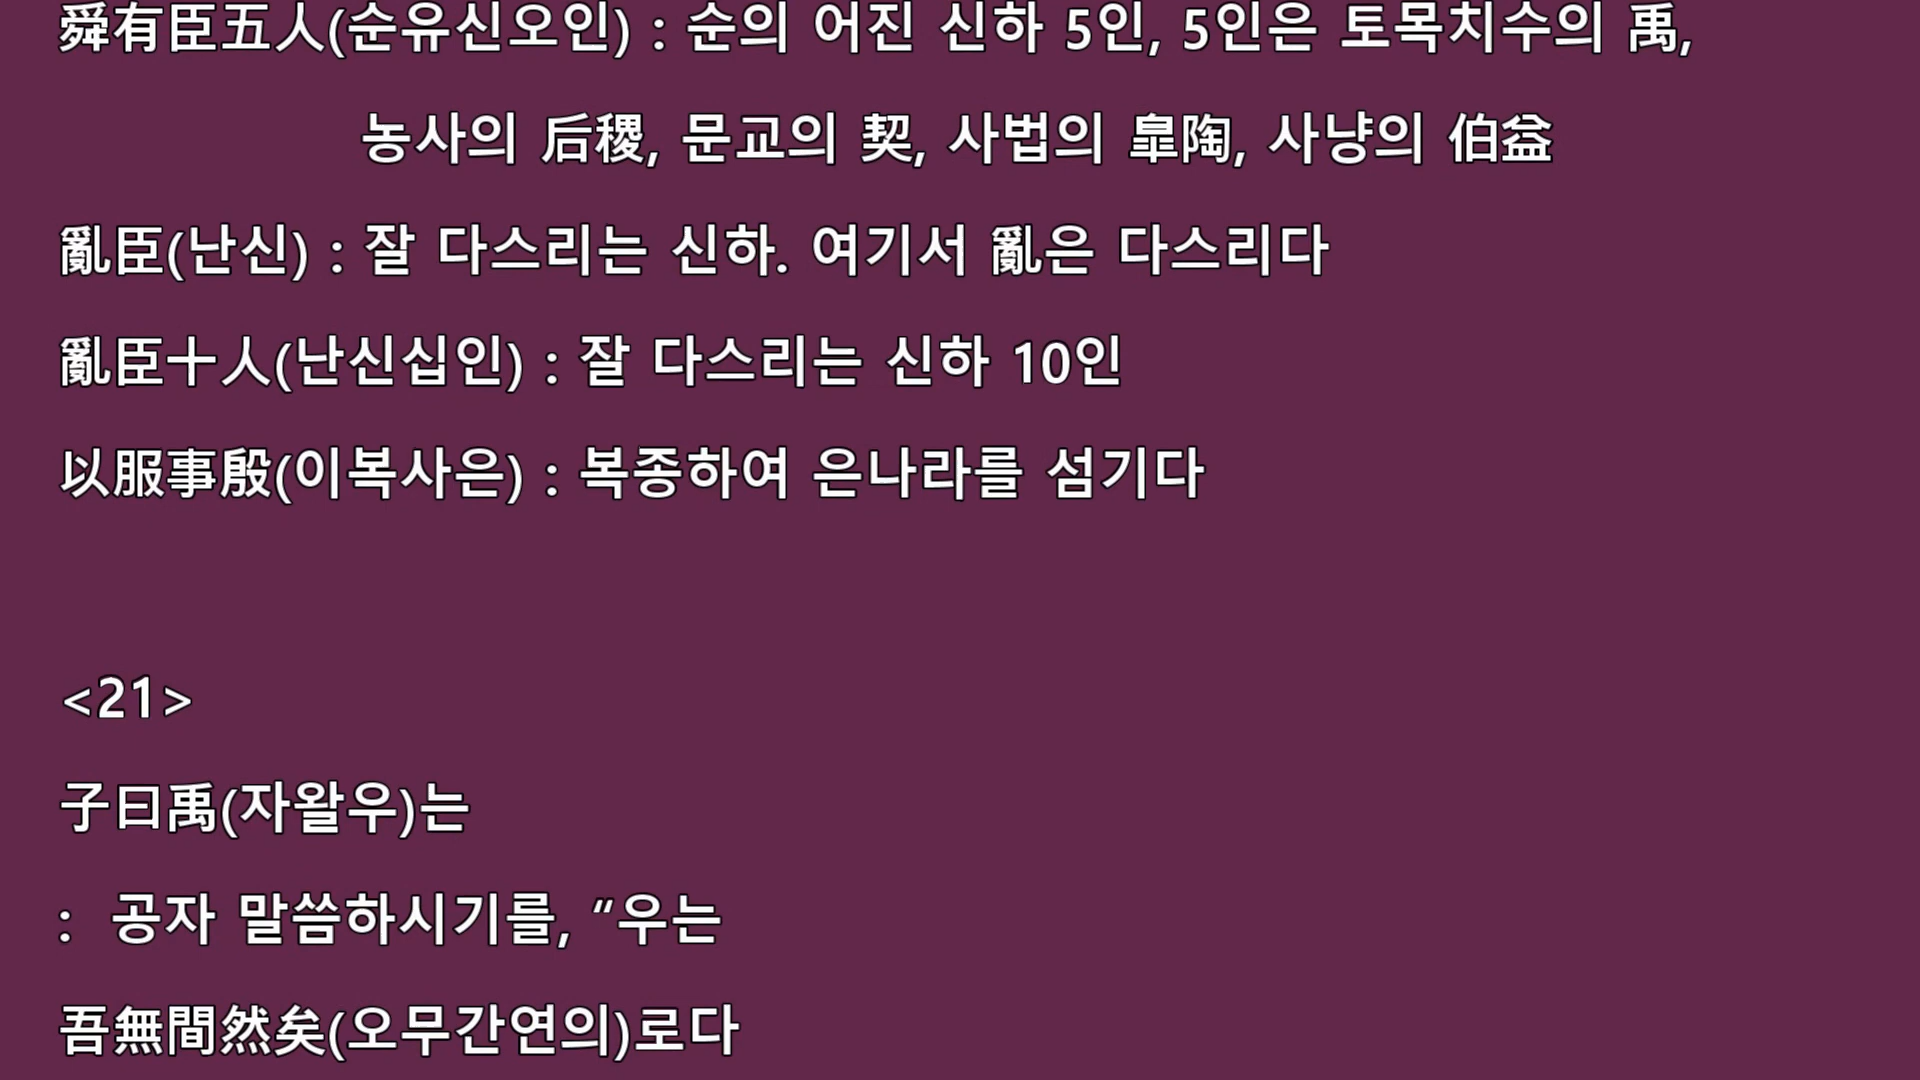 舜有臣五人(순유신오인) : 순의 어진 신하 5인, 5인은 토목치수의 禹,
농사의 后稷, 문교의 契, 사법의 皐陶, 사냥의 伯益
亂臣(난신) : 잘 다스리는 신하. 여기서 亂은 다스리다
亂臣十人(난신십인) : 잘 다스리는 신하 10인
以服事殷(이복사은) : 복종하여 은나라를 섬기다
<21>
子曰禹(자왈우)는
: 공자 말씀하시기를, “우는
吾無間然矣(오무간연의)로다